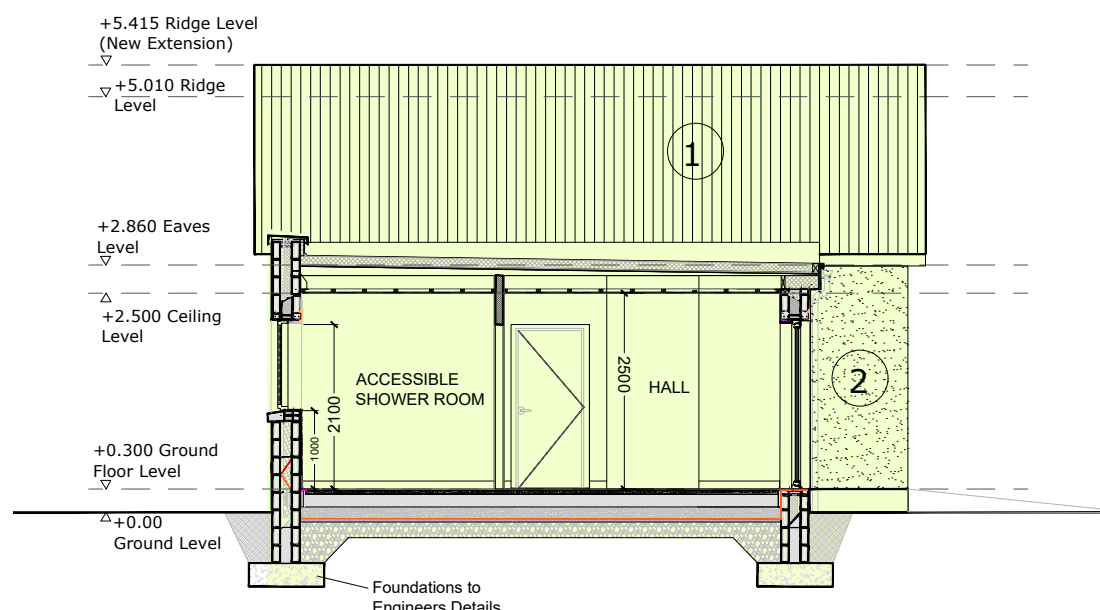 +5.415 Ridge Level
(New Extension)
+5.010 Ridge
Level
1
+2.860 Eaves
Level
+2.500 Ceiling
Level
ACCESSIBLE
SHOWER ROOM
HALL
2
2100
2500
1000
+0.300 Ground
Floor Level
+0.00
Ground Level
Foundations to
Engineers Details